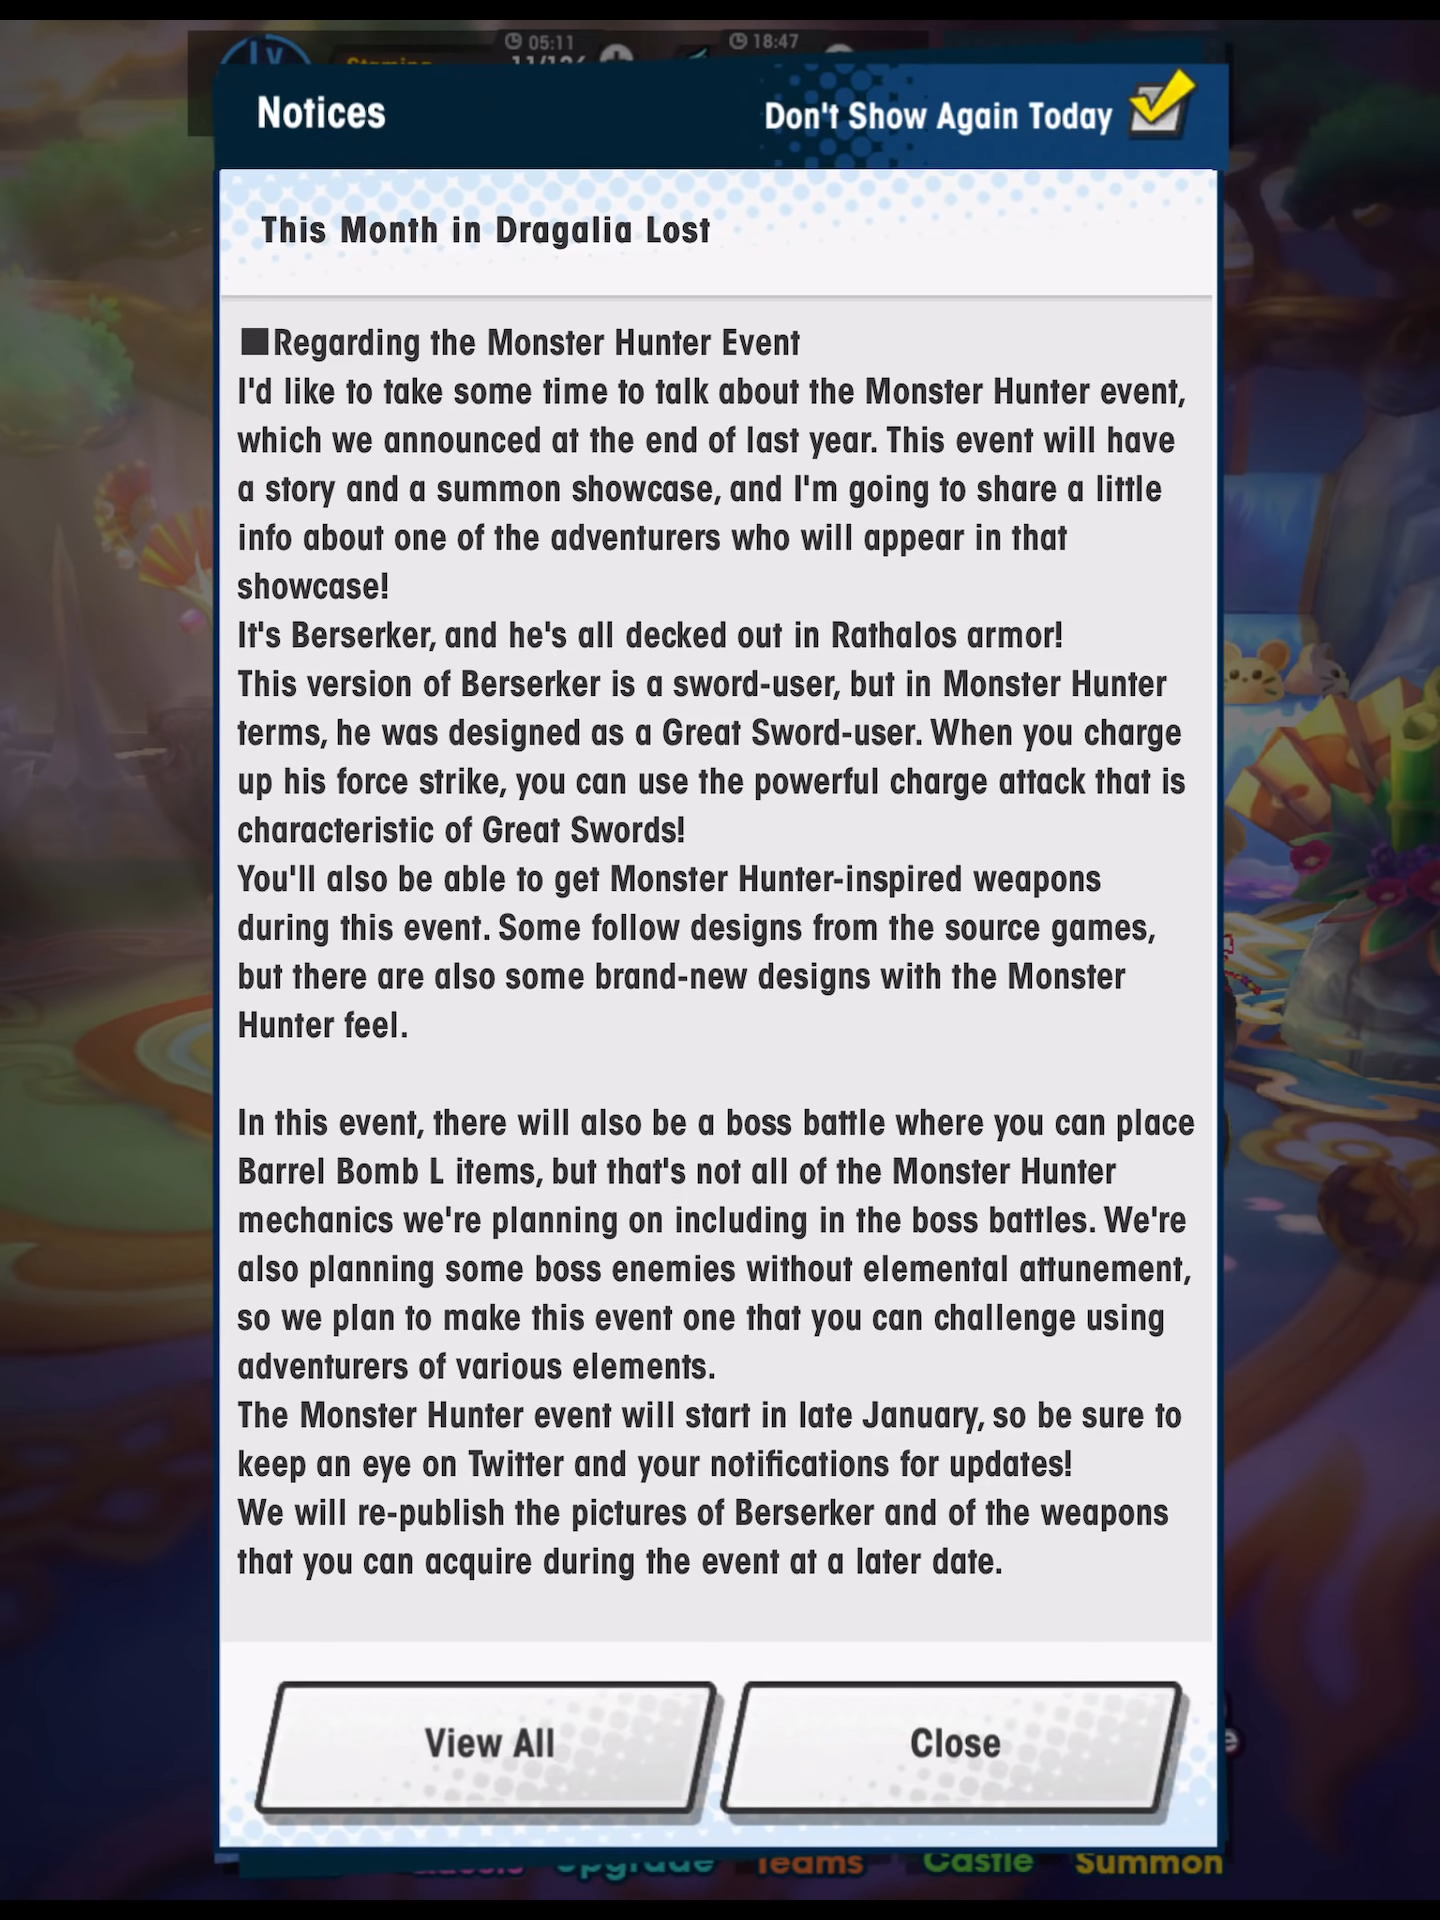 05:11
18:47
Lv
Stamina
11/126
Notices
Don't Show Again Today
This Month in Dragalia Lost
■Regarding the Monster Hunter Event
I'd like to take some time to talk about the Monster Hunter event,
which we announced at the end of last year. This event will have
a story and a summon showcase, and I'm going to share a little
info about one of the adventurers who will appear in that
showcase!
It's Berserker, and he's all decked out in Rathalos armor!
This version of Berserker is a sword-user, but in Monster Hunter
terms, he was designed as a Great Sword-user. When you charge
up his force strike, you can use the powerful charge attack that is
characteristic of Great Swords!
You'll also be able to get Monster Hunter-inspired weapons
during this event. Some follow designs from the source games,
but there are also some brand-new designs with the Monster
Hunter feel.
In this event, there will also be a boss battle where you can place
Barrel Bomb L items, but that's not all of the Monster Hunter
mechanics we're planning on including in the boss battles. We're
also planning some boss enemies without elemental attunement,
so we plan to make this event one that you can challenge using
adventurers of various elements.
The Monster Hunter event will start in late January, so be sure to
keep an eye on Twitter and your notifications for updates!
We will re-publish the pictures of Berserker and of the weapons
that you can acquire during the event at a later date.
View All
Close
Upgrade
Teams
Castle
Summon